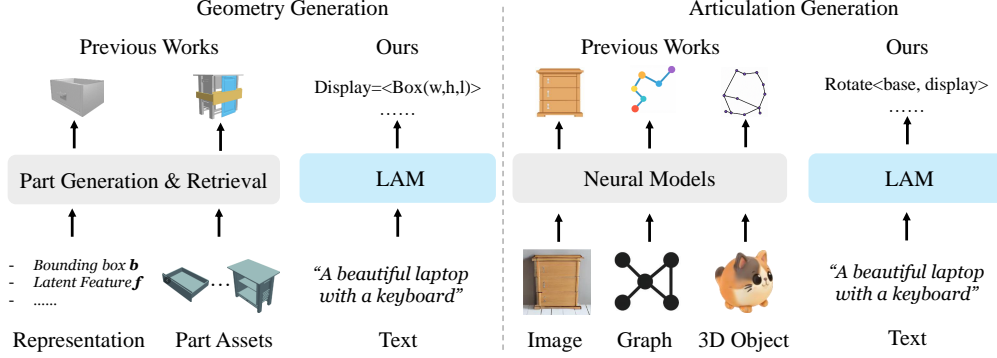 Geometry Generation
Previous Works
Ours
Display=<Box(w,h,l)>
......
Part Generation & Retrieval
LAM
- Bounding box b
- Latent Feature f
- ......
...
"A beautiful laptop
with a keyboard"
Representation
Part Assets
Text
Articulation Generation
Previous Works
Ours
Rotate<base, display>
......
Neural Models
LAM
"A beautiful laptop
with a keyboard"
Image
Graph
3D Object
Text